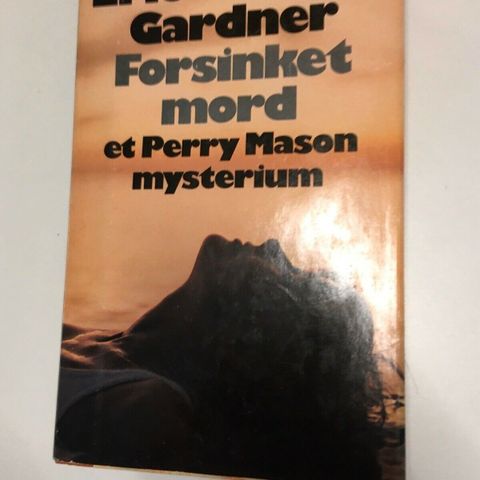 Gardner
Forsinket
mord
et Perry Mason
mysterium